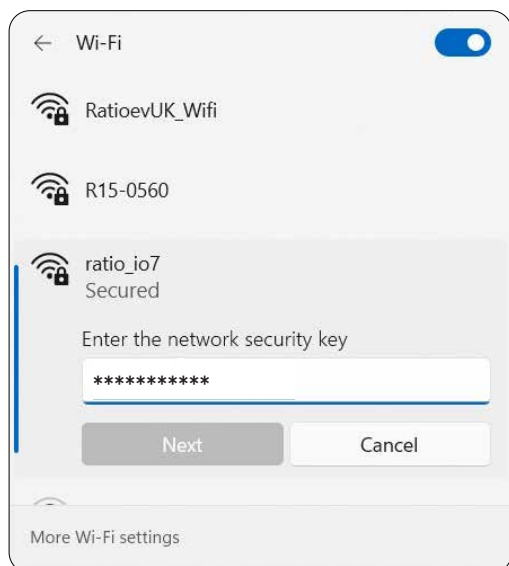 Wi-Fi
RatioevUK_Wifi
R15-0560
ratio_io7
Secured
Enter the network security key
***********
Next
Cancel
More Wi-Fi settings